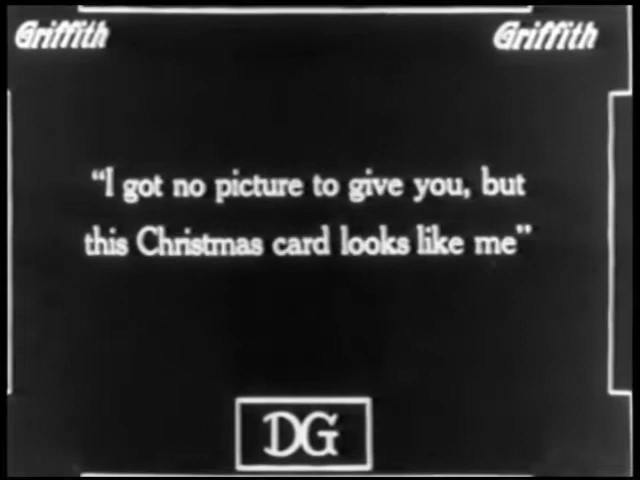 Griffith Griffith
“I got no picture to give you, but
this Christmas card looks like me”
DG